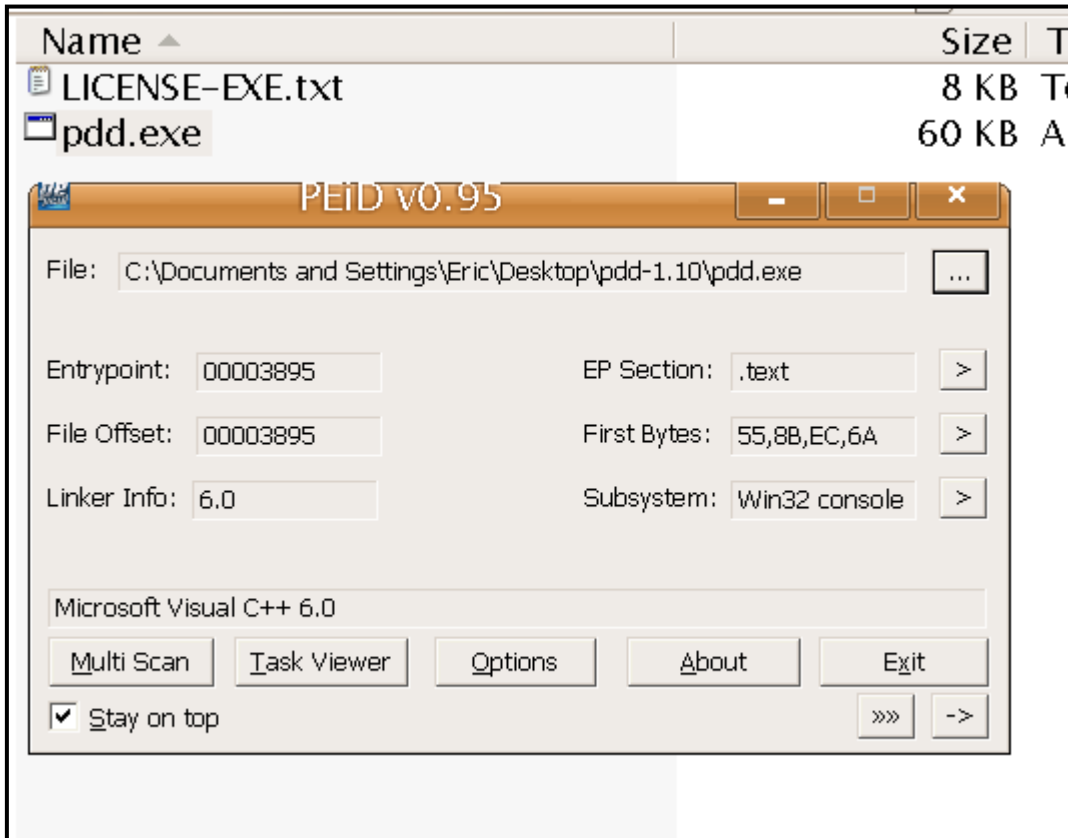 Name Size T
LICENSE-EXE.txt 8 KB Te
pdd.exe 60 KB A
PEiD v0.95
File: C:\Documents and Settings\Eric\Desktop\pdd-1.10\pdd.exe ...
Entrypoint: 00003895 EP Section: .text >
File Offset: 00003895 First Bytes: 55,8B,EC,6A >
Linker Info: 6.0 Subsystem: Win32 console >
Microsoft Visual C++ 6.0
Multi Scan Task Viewer Options About Exit
Stay on top »» ->